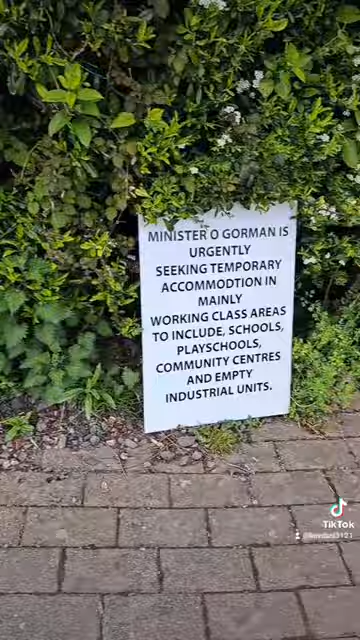 MINISTER O GORMAN IS
URGENTLY
SEEKING TEMPORARY
ACCOMMODTION IN
MAINLY
WORKING CLASS AREAS
TO INCLUDE, SCHOOLS,
PLAYSCHOOLS,
COMMUNITY CENTRES
AND EMPTY
INDUSTRIAL UNITS.
TikTok